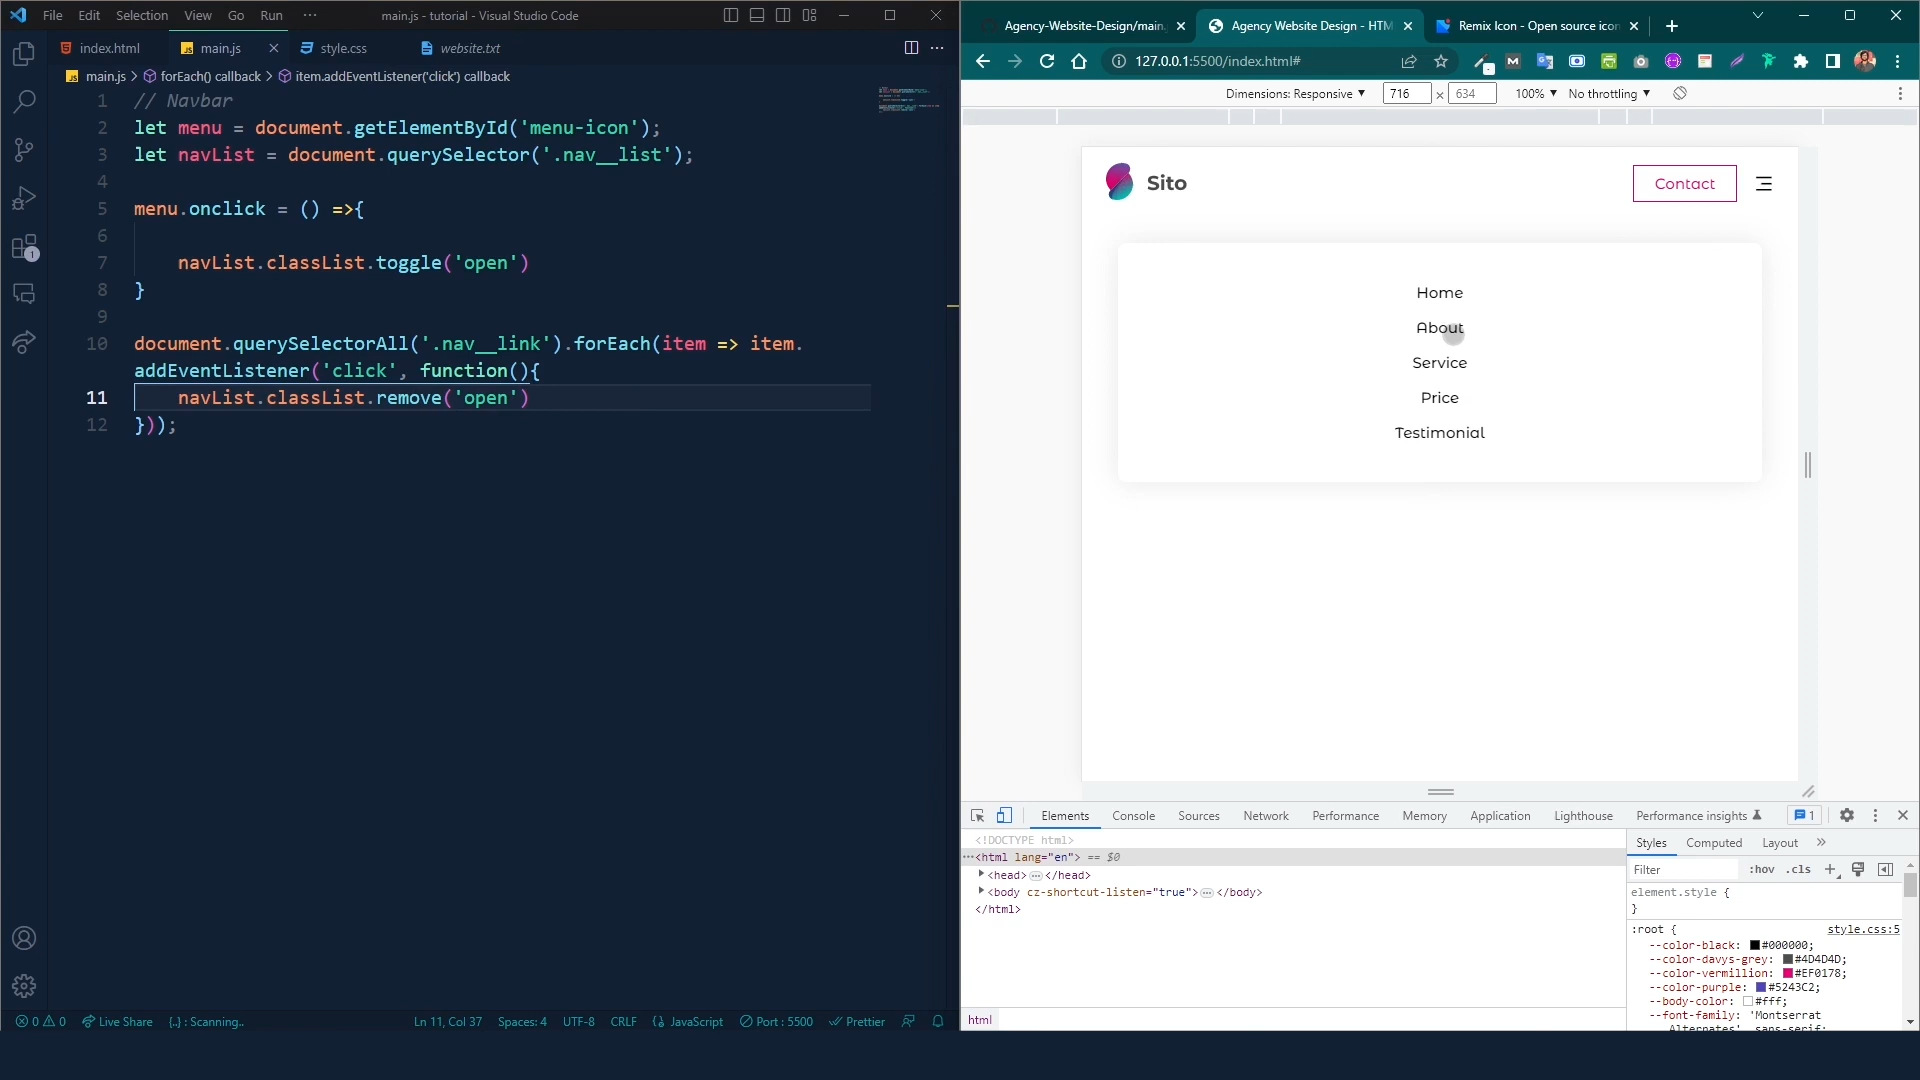 File Edit Selection View Go Run ··· main.js - tutorial - Visual Studio Code
index.html main.js style.css website.txt
main.js > forEach() callback > item.addEventListener('click') callback
1 // Navbar
2 let menu = document.getElementById('menu-icon');
3 let navList = document.querySelector('.nav__list');
4
5 menu.onclick = () =>{
6
7 navList.classList.toggle('open')
8 }
9
10 document.querySelectorAll('.nav__link').forEach(item => item.
addEventListener('click', function(){
11 navList.classList.remove('open')
12 }));
1
0 0 Live Share {..} : Scanning.. Ln 11, Col 37 Spaces: 4 UTF-8 CRLF JavaScript Port : 5500 Prettier
Agency-Website-Design/main. Agency Website Design - HTM Remix Icon - Open source icon
127.0.0.1:5500/index.html#
Dimensions: Responsive 716 × 634 100% No throttling
Sito Contact
Home
About
Service
Price
Testimonial
Elements Console Sources Network Performance Memory Application Lighthouse Performance insights 1
<!DOCTYPE html>
···<html lang="en"> == $0
<head>···</head>
<body cz-shortcut-listen="true">···</body>
</html>
html
Styles Computed Layout »
Filter :hov .cls +
element.style {
}
:root { style.css:5
--color-black: #000000;
--color-davys-grey: #4D4D4D;
--color-vermillion: #EF0178;
--color-purple: #5243C2;
--body-color: #fff;
--font-family: 'Montserrat
Alternates', sans-serif;